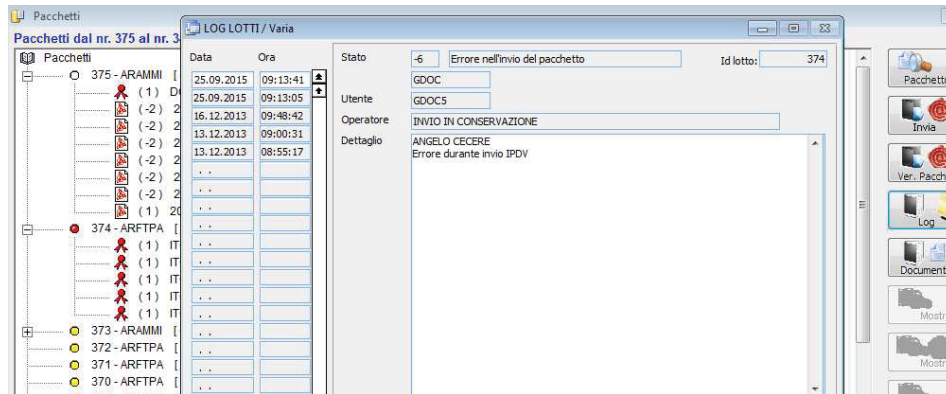 Pacchetti
Pacchetti dal nr. 375 al nr. 3
Pacchetti
375 - ARAMMI [
(1) D
(-2) 2
(-2) 2
(-2) 2
(-2) 2
(-2) 2
(-2) 2
(1) 20
374 - ARFTPA [
(1) IT
(1) IT
(1) IT
(1) IT
(1) IT
373 - ARAMMI [
372 - ARFTPA [
371 - ARFTPA [
370 - ARFTPA [
LOG LOTTI / Varia
Data Ora
25.09.2015 09:13:41
25.09.2015 09:13:05
16.12.2013 09:48:42
13.12.2013 09:00:31
13.12.2013 08:55:17
Stato -6 Errore nell'invio del pacchetto Id lotto: 374
GDOC
Utente GDOC5
Operatore INVIO IN CONSERVAZIONE
Dettaglio ANGELO CECERE
Errore durante invio IPDV
Pacchett
Invia
Ver. Pacch
Log
Document
Mostr
Mostr